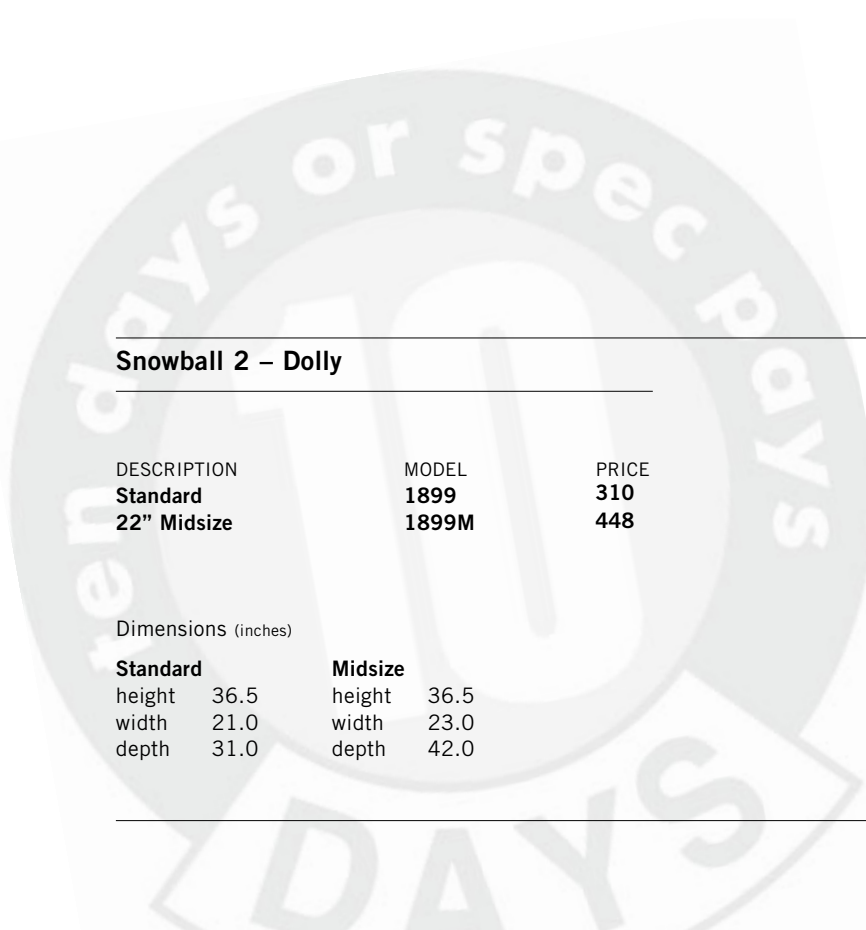 ten days or spec pays
10
Snowball 2 – Dolly
DESCRIPTION MODEL PRICE
Standard 1899 310
22” Midsize 1899M 448
Dimensions (inches)
Standard Midsize
height 36.5 height 36.5
width 21.0 width 23.0
depth 31.0 depth 42.0
DAYS